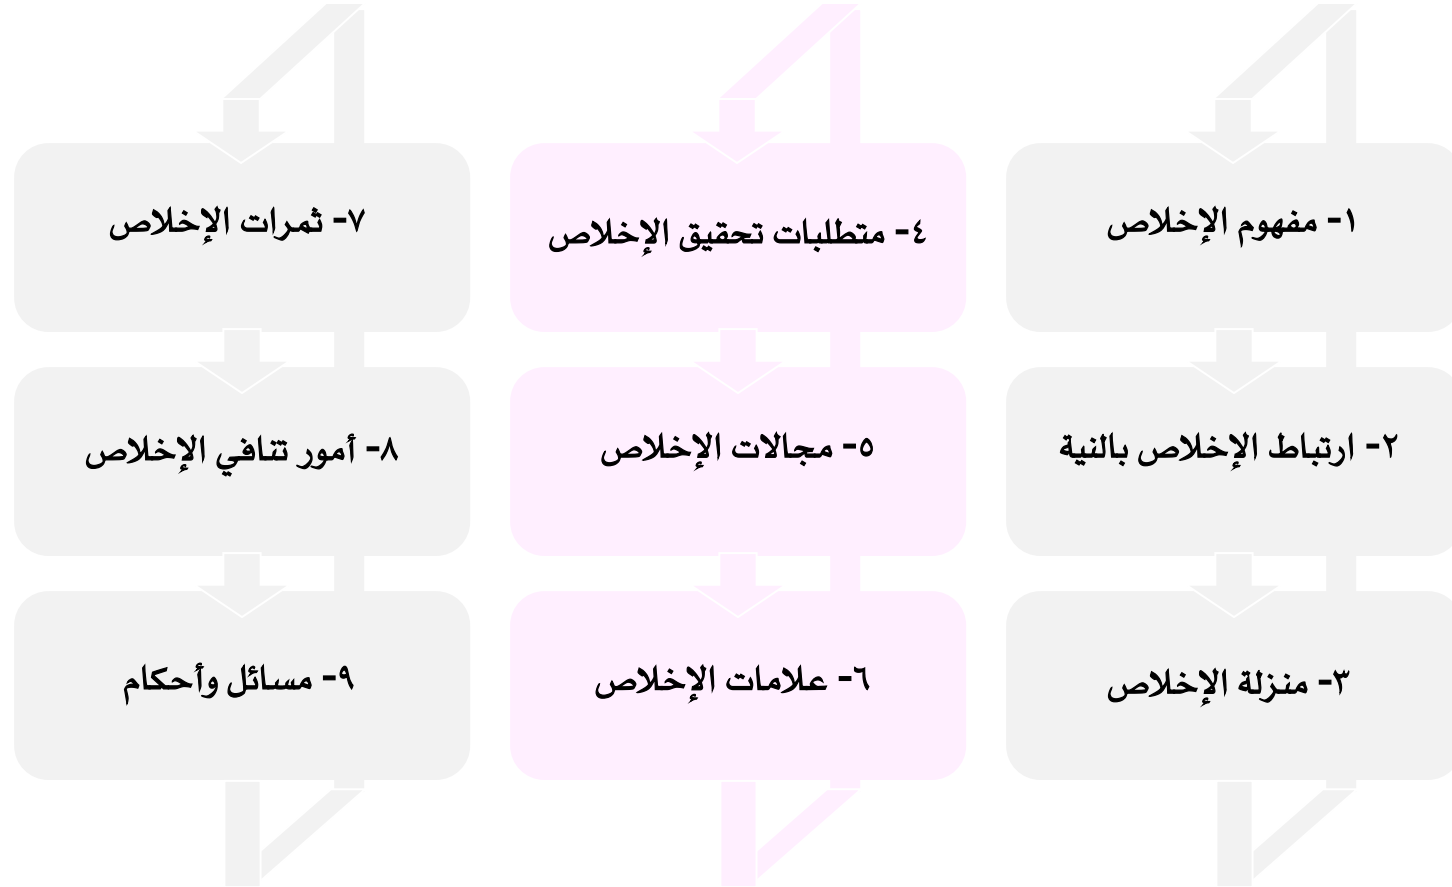 ١- مفهوم الإخلاص
٢- ارتباط الإخلاص بالنية
٣- منزلة الإخلاص
٤- متطلبات تحقيق الإخلاص
٥- مجالات الإخلاص
٦- علامات الإخلاص
٧- ثمرات الإخلاص
٨- أمور تنافي الإخلاص
٩- مسائل وأحكام